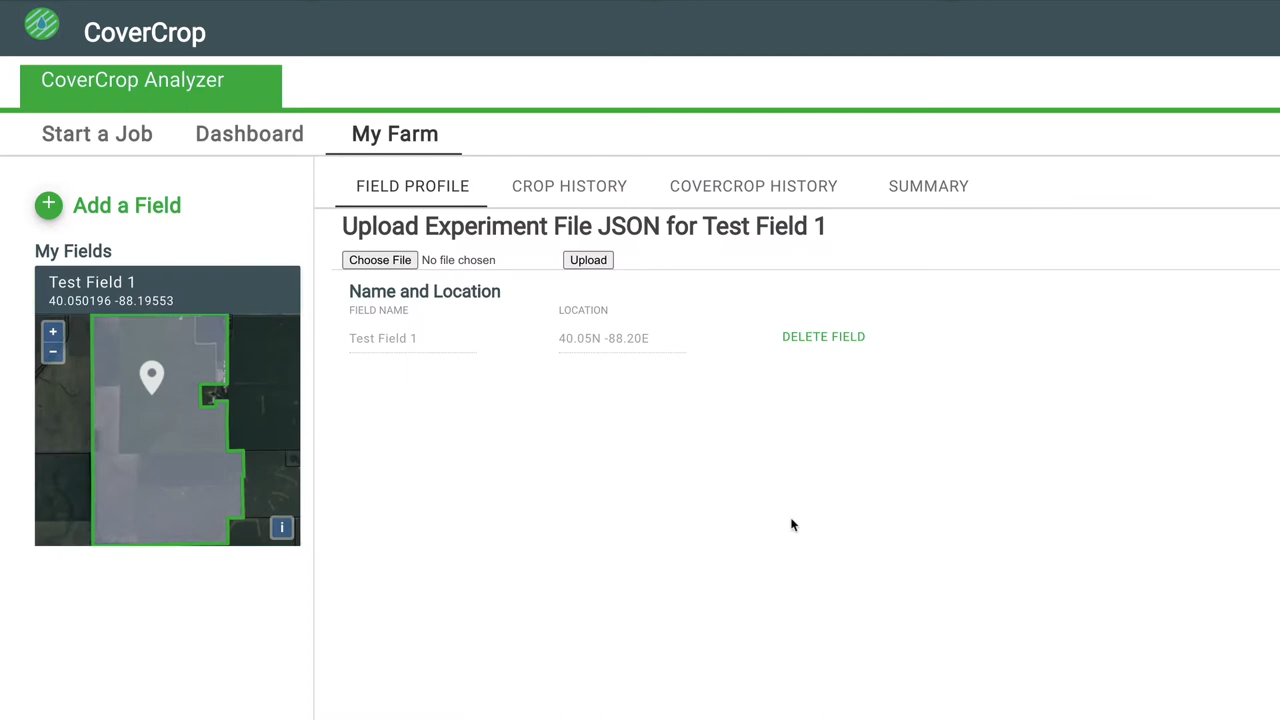 CoverCrop
CoverCrop Analyzer
Start a Job Dashboard My Farm
+ Add a Field
My Fields
Test Field 1
40.050196 -88.19553
+
−
i
FIELD PROFILE CROP HISTORY COVERCROP HISTORY SUMMARY
Upload Experiment File JSON for Test Field 1
Choose File No file chosen Upload
Name and Location
FIELD NAME LOCATION
Test Field 1 40.05N -88.20E DELETE FIELD